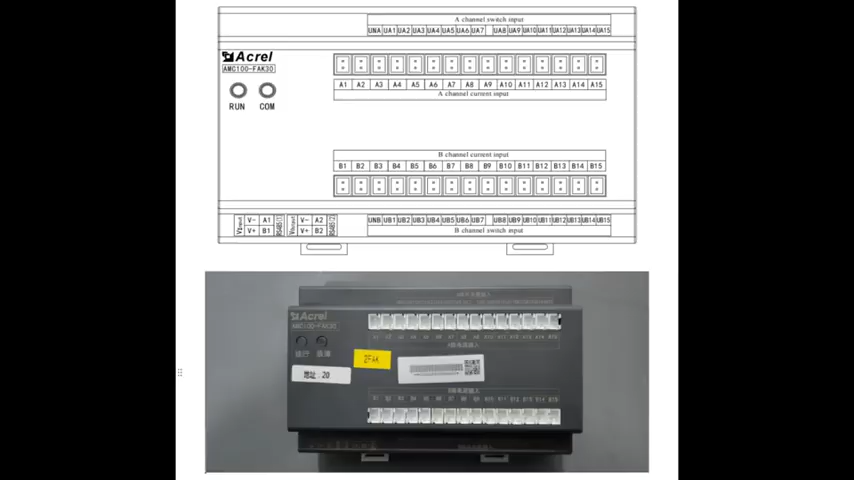 A channel switch input
UNA UA1 UA2 UA3 UA4 UA5 UA6 UA7 UA8 UA9 UA10 UA11 UA12 UA13 UA14 UA15
Acrel
AMC100-FAK30
A1 A2 A3 A4 A5 A6 A7 A8 A9 A10 A11 A12 A13 A14 A15
A channel current input
RUN COM
B channel current input
B1 B2 B3 B4 B5 B6 B7 B8 B9 B10 B11 B12 B13 B14 B15
V- A1 V- A2
V+ B1 V+ B2
UNB UB1 UB2 UB3 UB4 UB5 UB6 UB7 UB8 UB9 UB10 UB11 UB12 UB13 UB14 UB15
B channel switch input
Acrel
AMC100-FAK30
运行
2FAK
地址:20